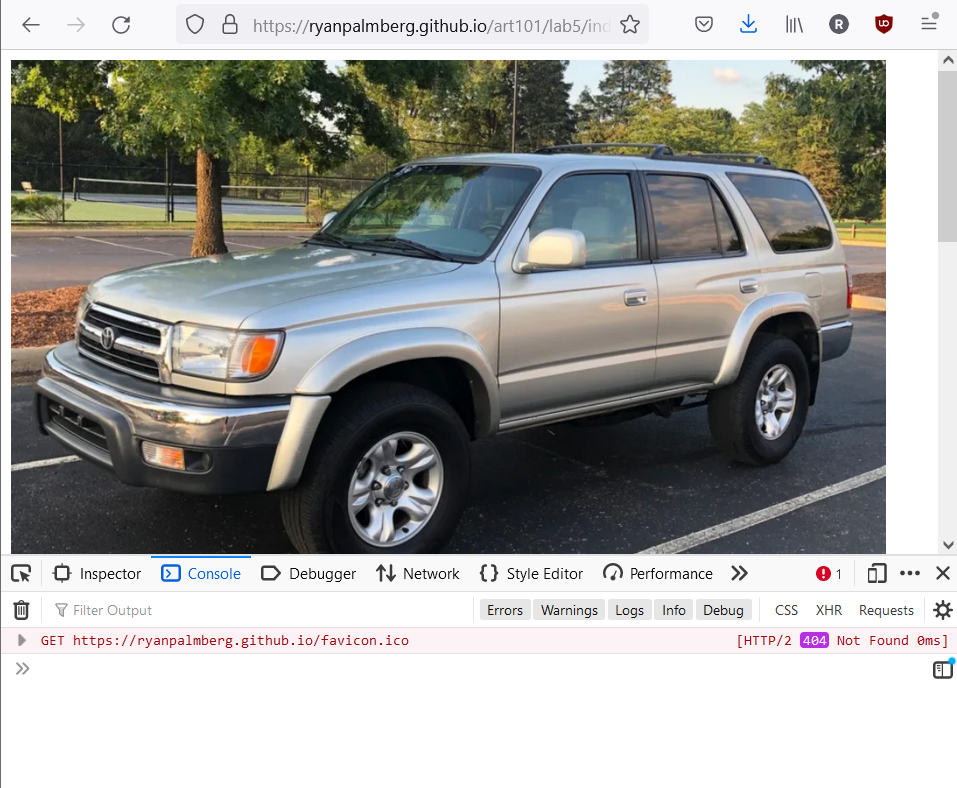 https://ryanpalmberg.github.io/art101/lab5/ind
R
Inspector Console Debugger Network Style Editor Performance 1
Filter Output Errors Warnings Logs Info Debug CSS XHR Requests
GET https://ryanpalmberg.github.io/favicon.ico [HTTP/2 404 Not Found 0ms]